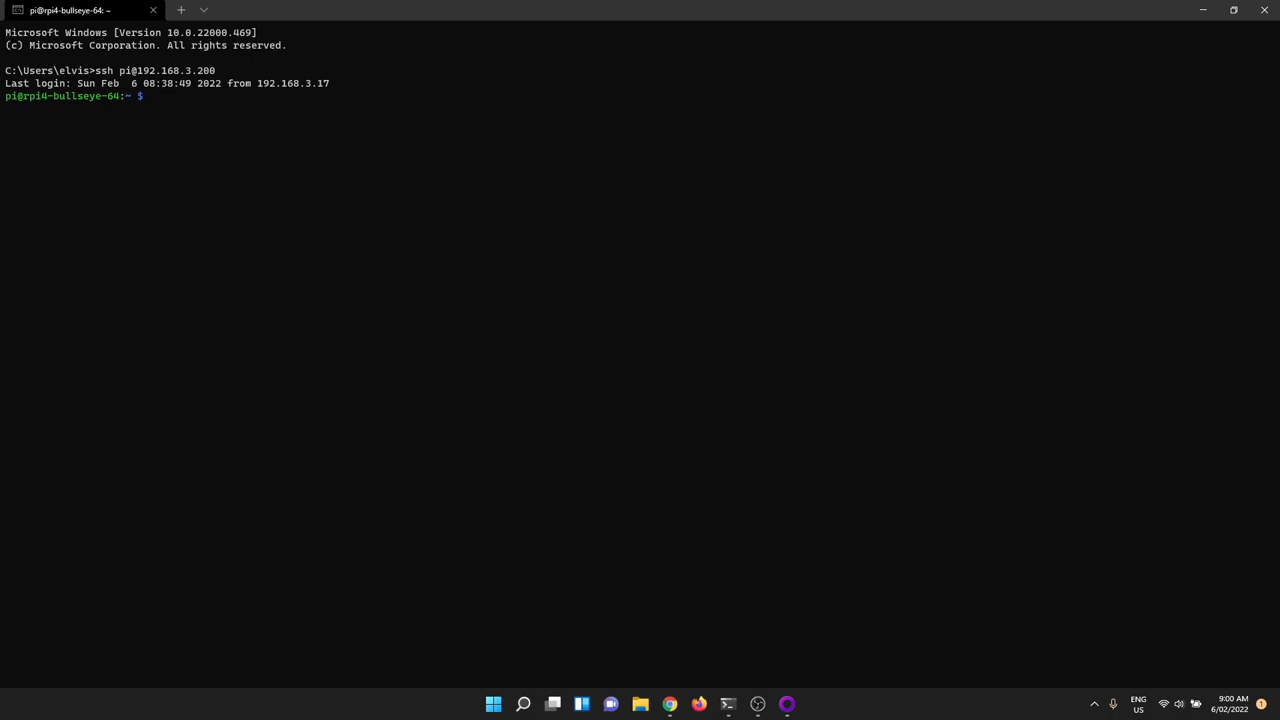 pi@rpi4-bullseye-64: ~
Microsoft Windows [Version 10.0.22000.469]
(c) Microsoft Corporation. All rights reserved.
C:\Users\elvis>ssh pi@192.168.3.200
Last login: Sun Feb  6 08:38:49 2022 from 192.168.3.17
pi@rpi4-bullseye-64:~ $
ENG
US
9:00 AM
6/02/2022
1